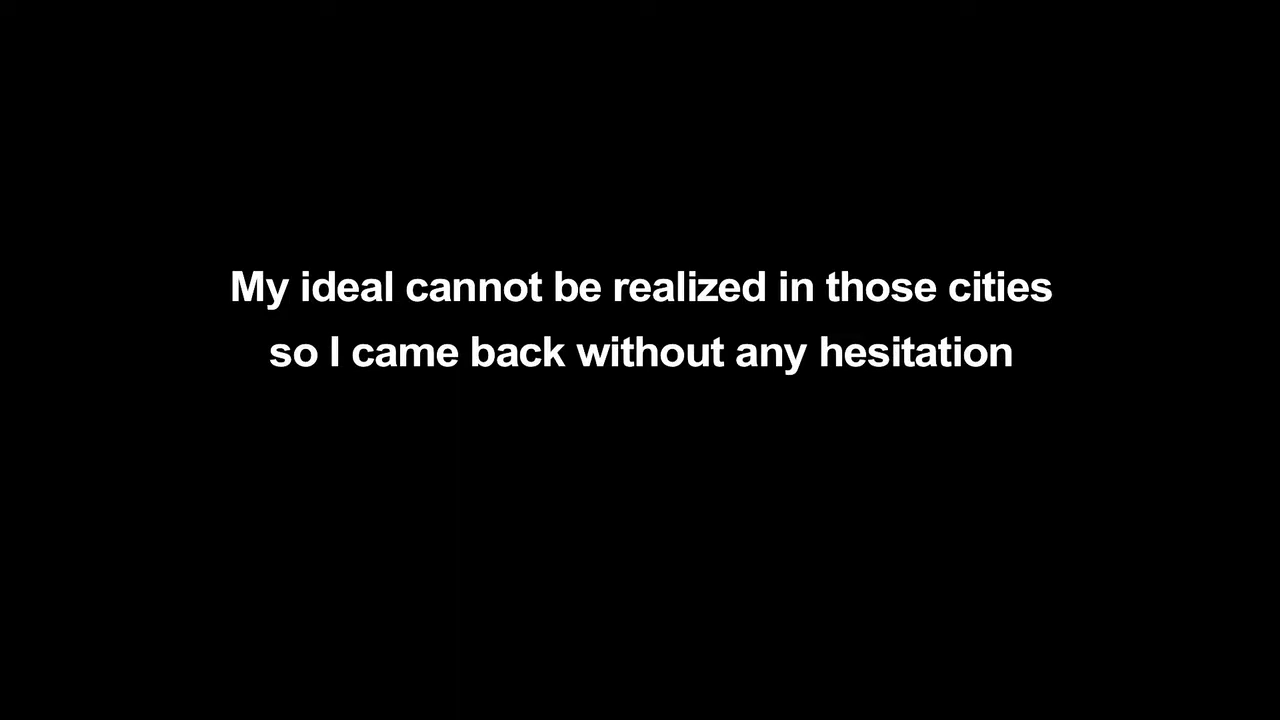 My ideal cannot be realized in those cities
so I came back without any hesitation